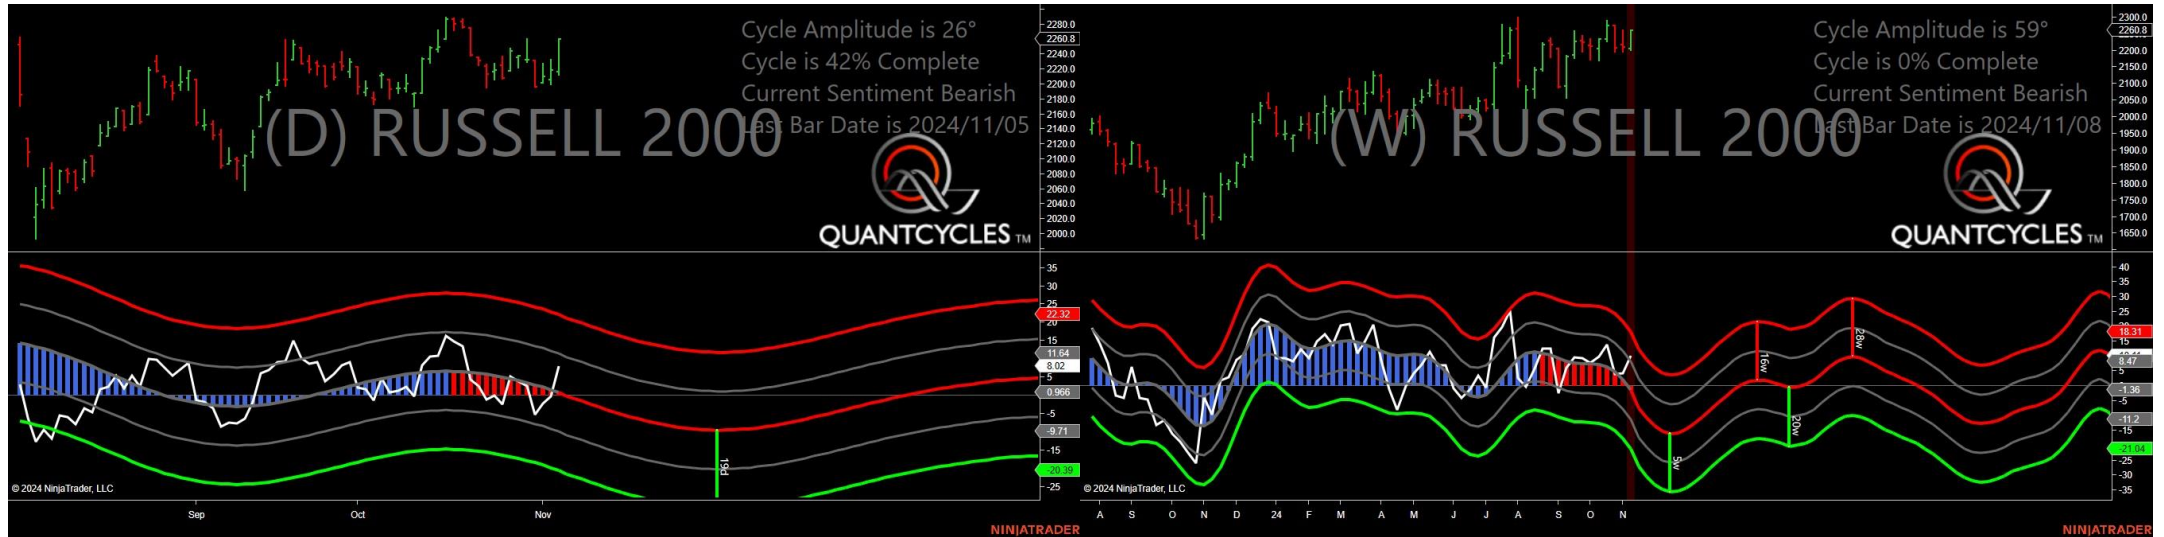 Cycle Amplitude is 26°
Cycle is 42% Complete
Current Sentiment Bearish
Last Bar Date is 2024/11/05
(D) RUSSELL 2000
QUANTCYCLES TM
2280.0
2260.8
2240.0
2220.0
2200.0
2180.0
2160.0
2140.0
2120.0
2100.0
2080.0
2060.0
2040.0
2020.0
2000.0
35
30
25
22.32
20
15
11.64
8.02
5
0.966
-5
-9.71
-15
-20.39
-25
19d
© 2024 NinjaTrader, LLC
Sep Oct Nov
NINJATRADER
Cycle Amplitude is 59°
Cycle is 0% Complete
Current Sentiment Bearish
Last Bar Date is 2024/11/08
(W) RUSSELL 2000
QUANTCYCLES TM
2300.0
2260.8
2200.0
2150.0
2100.0
2050.0
2000.0
1950.0
1900.0
1850.0
1800.0
1750.0
1700.0
1650.0
40
35
30
25
18.31
8.47
5
-1.36
-5
-11.2
-15
-21.04
-25
-30
-35
5w
16w
20w
28w
© 2024 NinjaTrader, LLC
A S O N D 24 F M A M J J A S O N
NINJATRADER